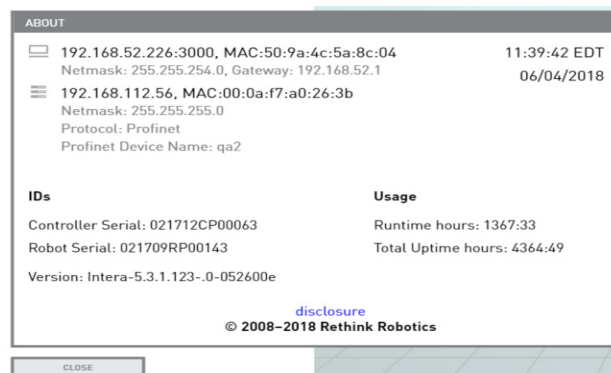 ABOUT
192.168.52.226:3000, MAC:50:9a:4c:5a:8c:04
11:39:42 EDT
Netmask: 255.255.254.0, Gateway: 192.168.52.1
06/04/2018
192.168.112.56, MAC:00:0a:f7:a0:26:3b
Netmask: 255.255.255.0
Protocol: Profinet
Profinet Device Name: qa2
IDs
Controller Serial: 021712CP00063
Robot Serial: 021709RP00143
Version: Intera-5.3.1.123-.0-052600e
Usage
Runtime hours: 1367:33
Total Uptime hours: 4364:49
disclosure
© 2008–2018 Rethink Robotics
CLOSE